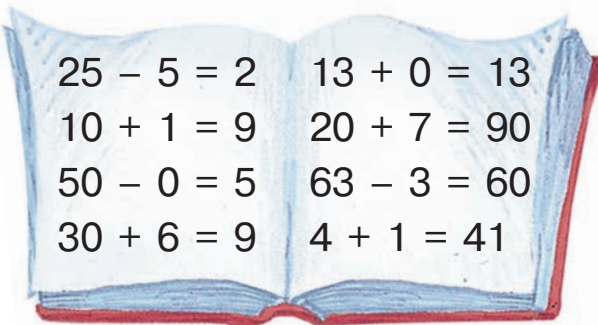 25 – 5 = 2
10 + 1 = 9
50 – 0 = 5
30 + 6 = 9
13 + 0 = 13
20 + 7 = 90
63 – 3 = 60
4 + 1 = 41